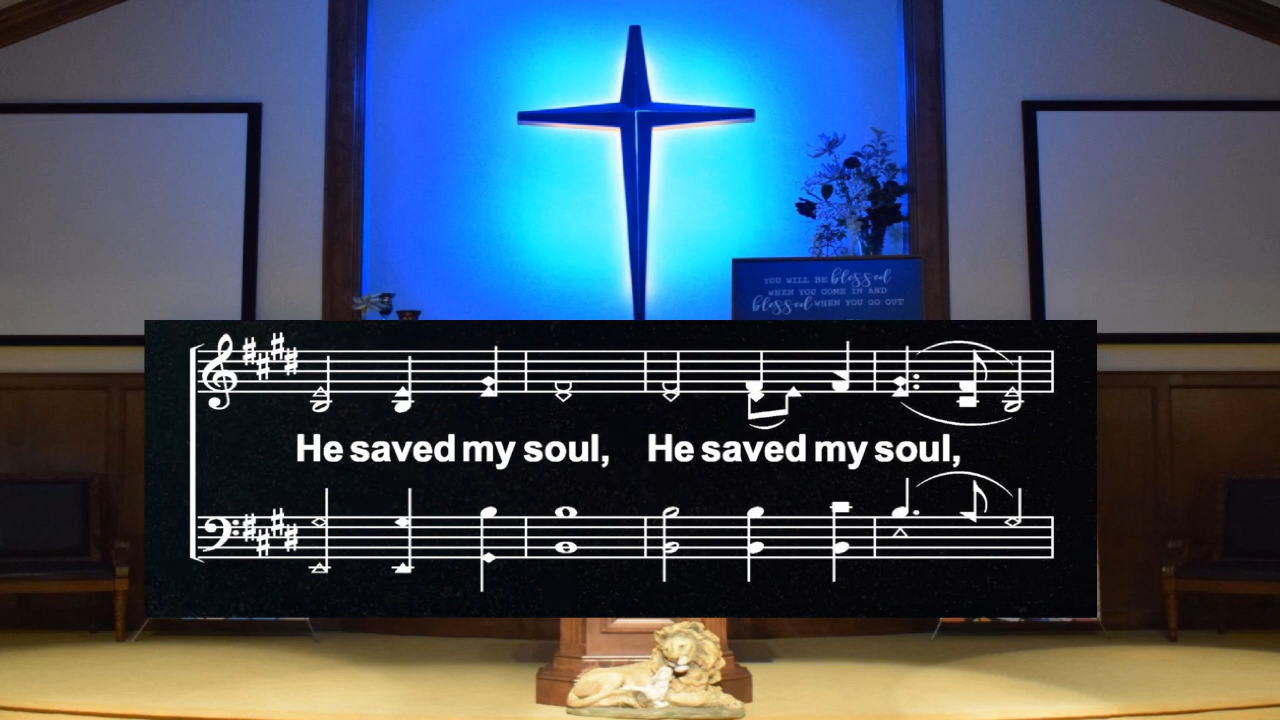 YOU WILL BE blessed
WHEN YOU COME IN AND
blessed WHEN YOU GO OUT
He saved my soul, He saved my soul,